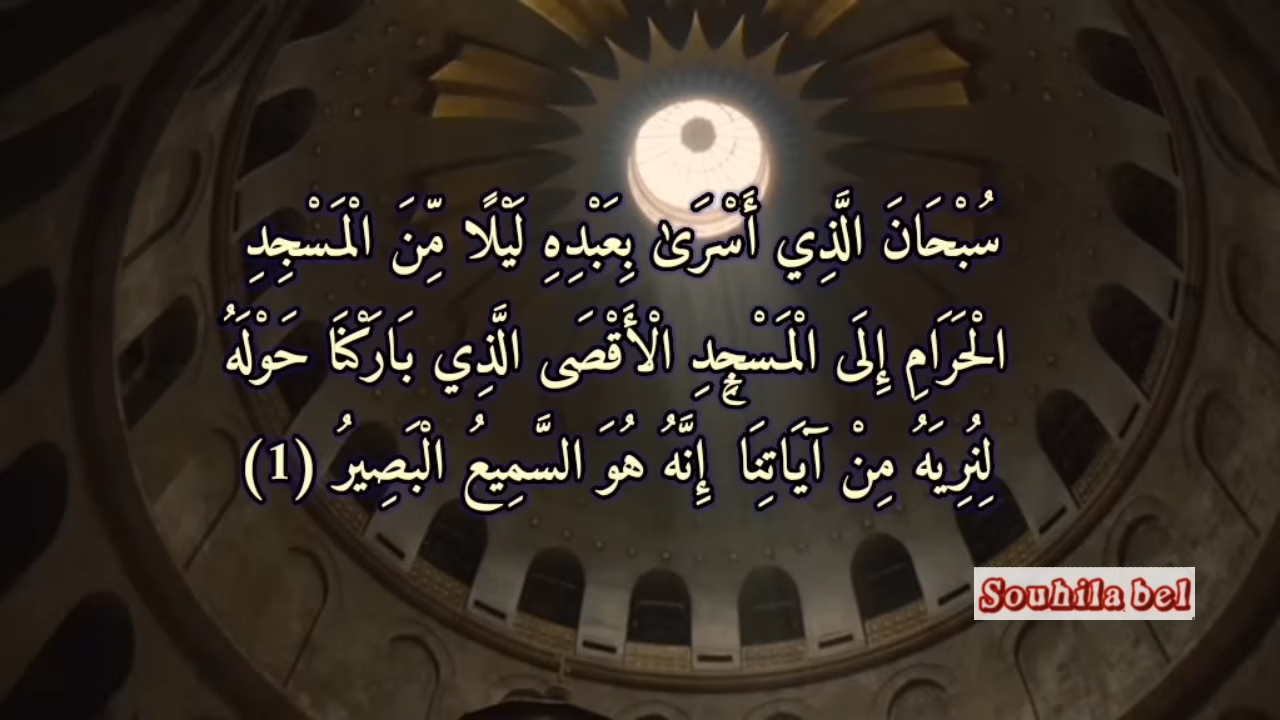 سُبْحَانَ الَّذِي أَسْرَىٰ بِعَبْدِهِ لَيْلًا مِّنَ الْمَسْجِدِ
الْحَرَامِ إِلَى الْمَسْجِدِ الْأَقْصَى الَّذِي بَارَكْنَا حَوْلَهُ
لِنُرِيَهُ مِنْ آيَاتِنَا ۚ إِنَّهُ هُوَ السَّمِيعُ الْبَصِيرُ (1)
Souhila bel